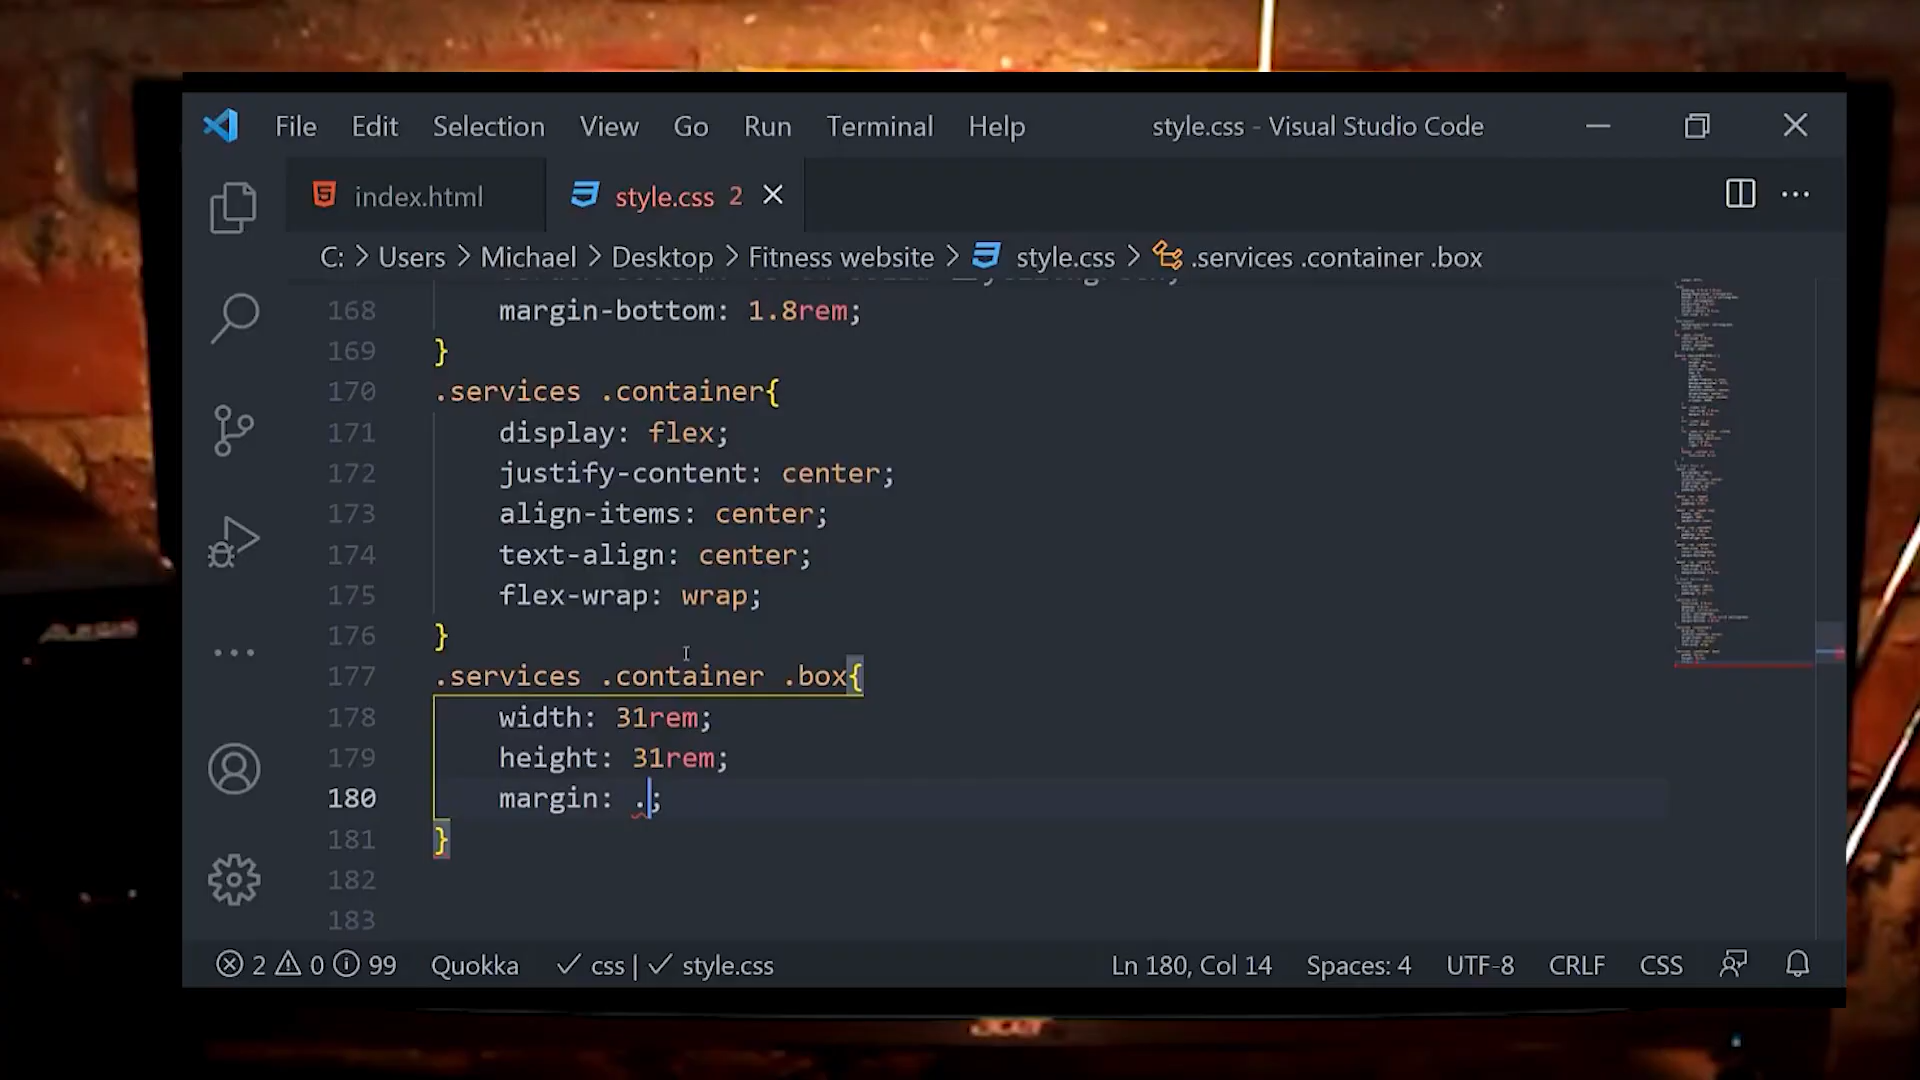 File Edit Selection View Go Run Terminal Help style.css - Visual Studio Code
index.html style.css 2
C: > Users > Michael > Desktop > Fitness website > style.css > .services .container .box
168 margin-bottom: 1.8rem;
169 }
170 .services .container{
171 display: flex;
172 justify-content: center;
173 align-items: center;
174 text-align: center;
175 flex-wrap: wrap;
176 }
177 .services .container .box{
178 width: 31rem;
179 height: 31rem;
180 margin: .;
181 }
182
183
2 0 99 Quokka ✓ css | ✓ style.css Ln 180, Col 14 Spaces: 4 UTF-8 CRLF CSS
acer